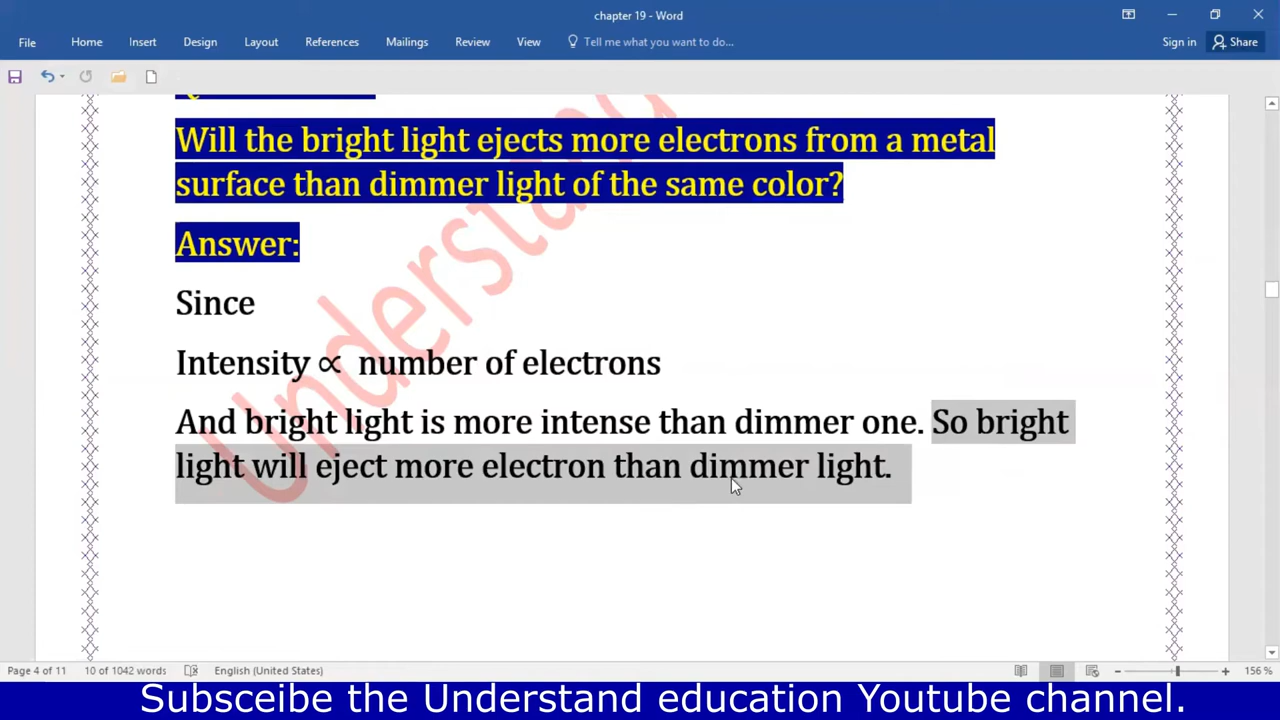 chapter 19 - Word
File Home Insert Design Layout References Mailings Review View Tell me what you want to do... Sign in Share
Will the bright light ejects more electrons from a metal
surface than dimmer light of the same color?
Answer:
Since
Intensity ∝ number of electrons
And bright light is more intense than dimmer one. So bright
light will eject more electron than dimmer light.
Understand
Page 4 of 11 10 of 1042 words English (United States) 156 %
Subsceibe the Understand education Youtube channel.